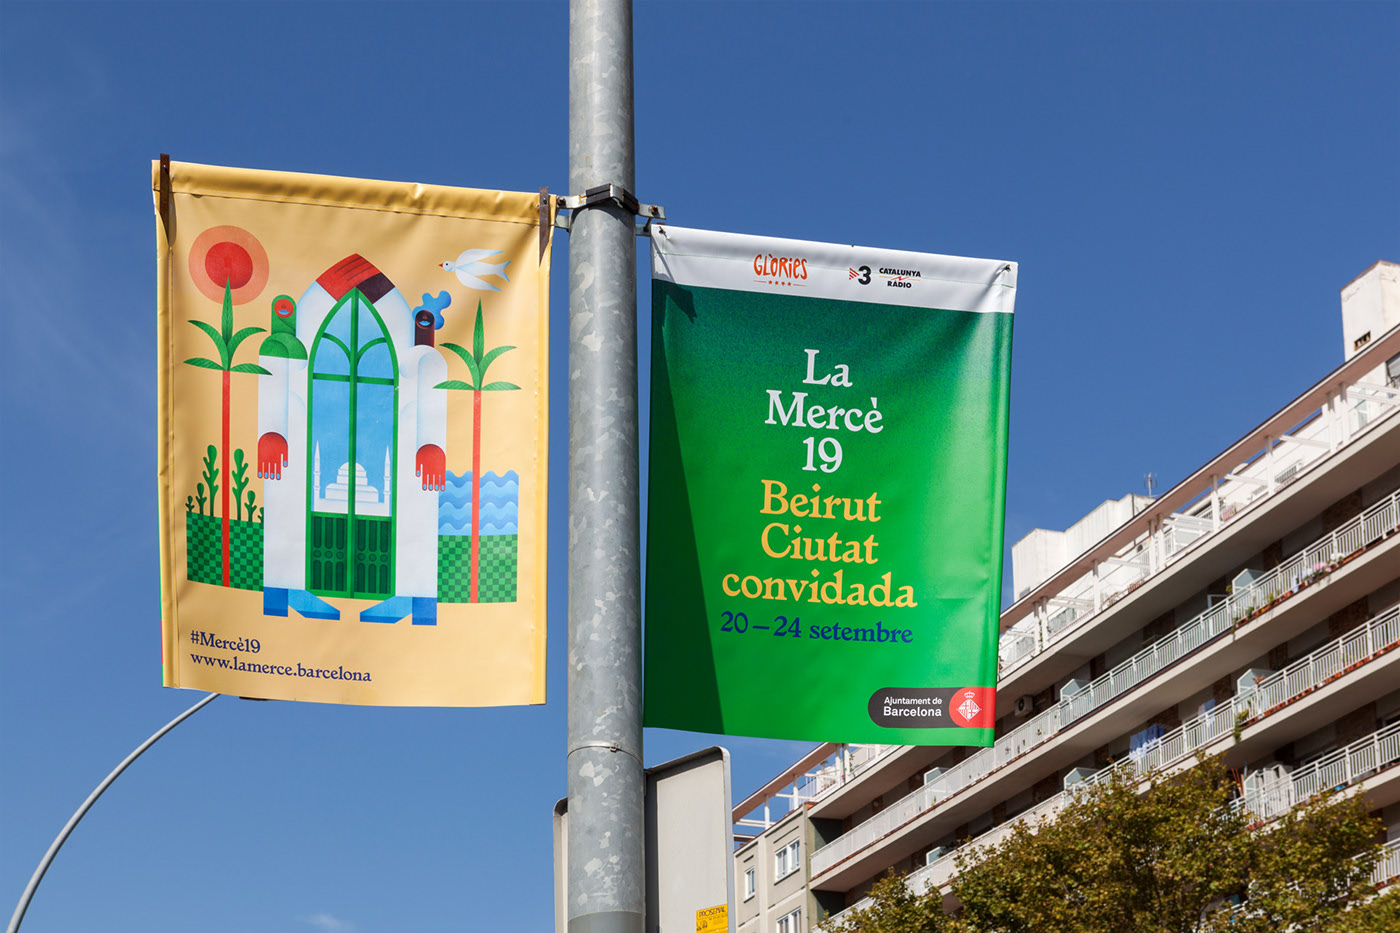 #Mercè19
www.lamerce.barcelona
GLÒRIES
3 CATALUNYA
RÀDIO
La
Mercè
19
Beirut
Ciutat
convidada
20 – 24 setembre
Ajuntament de
Barcelona